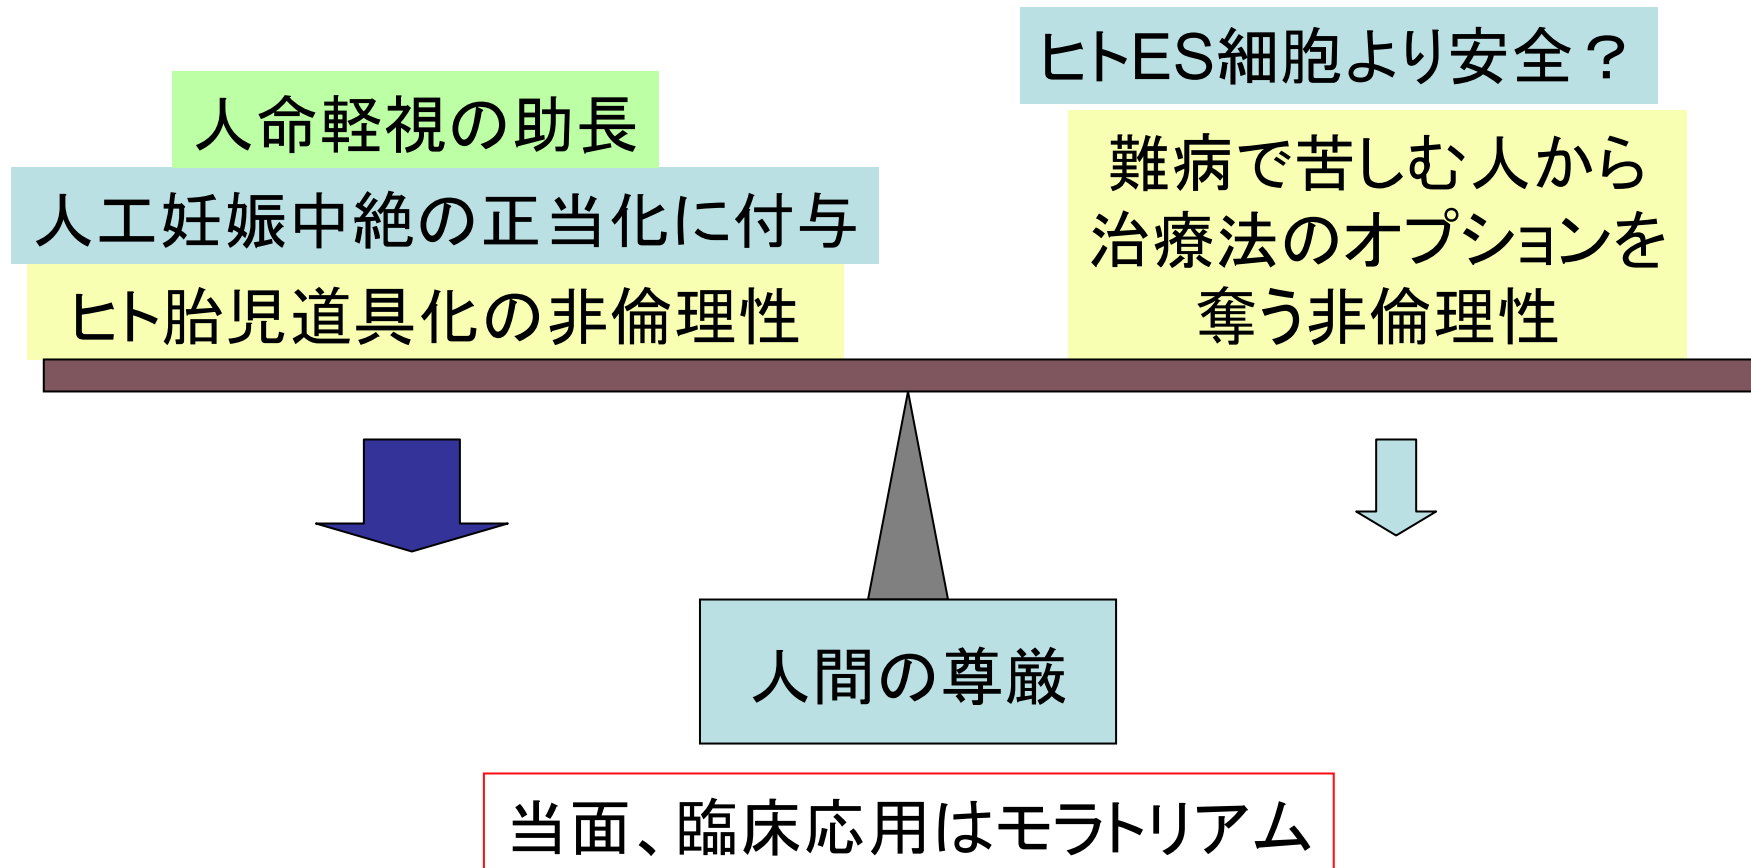 人命軽視の助長
人工妊娠中絶の正当化に付与
ヒト胎児道具化の非倫理性
ヒトES細胞より安全？
難病で苦しむ人から
治療法のオプションを
奪う非倫理性
人間の尊厳
当面、臨床応用はモラトリアム